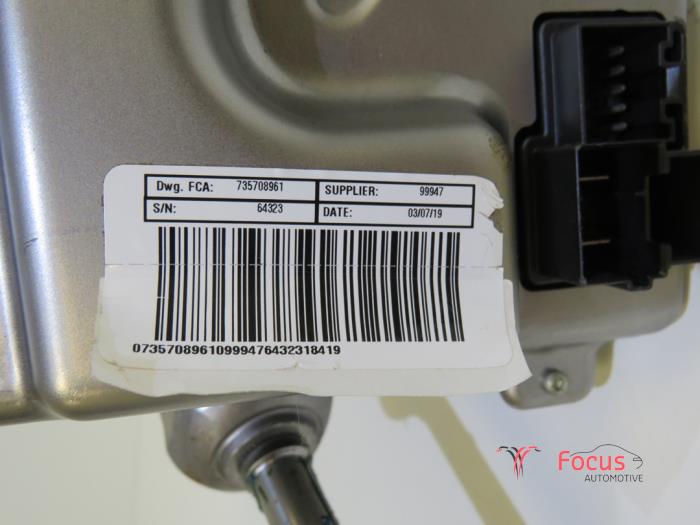 Dwg. FCA: 735708961 SUPPLIER: 99947
S/N: 64323 DATE: 03/07/19
0735708961099947643231​8419
Focus
AUTOMOTIVE